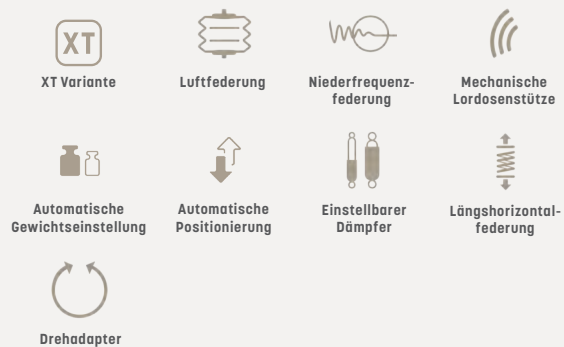 XT
XT Variante
Luftfederung
Niederfrequenz-
federung
Mechanische
Lordosenstütze
Automatische
Gewichtseinstellung
Automatische
Positionierung
Einstellbarer
Dämpfer
Längshorizontal-
federung
Drehadapter